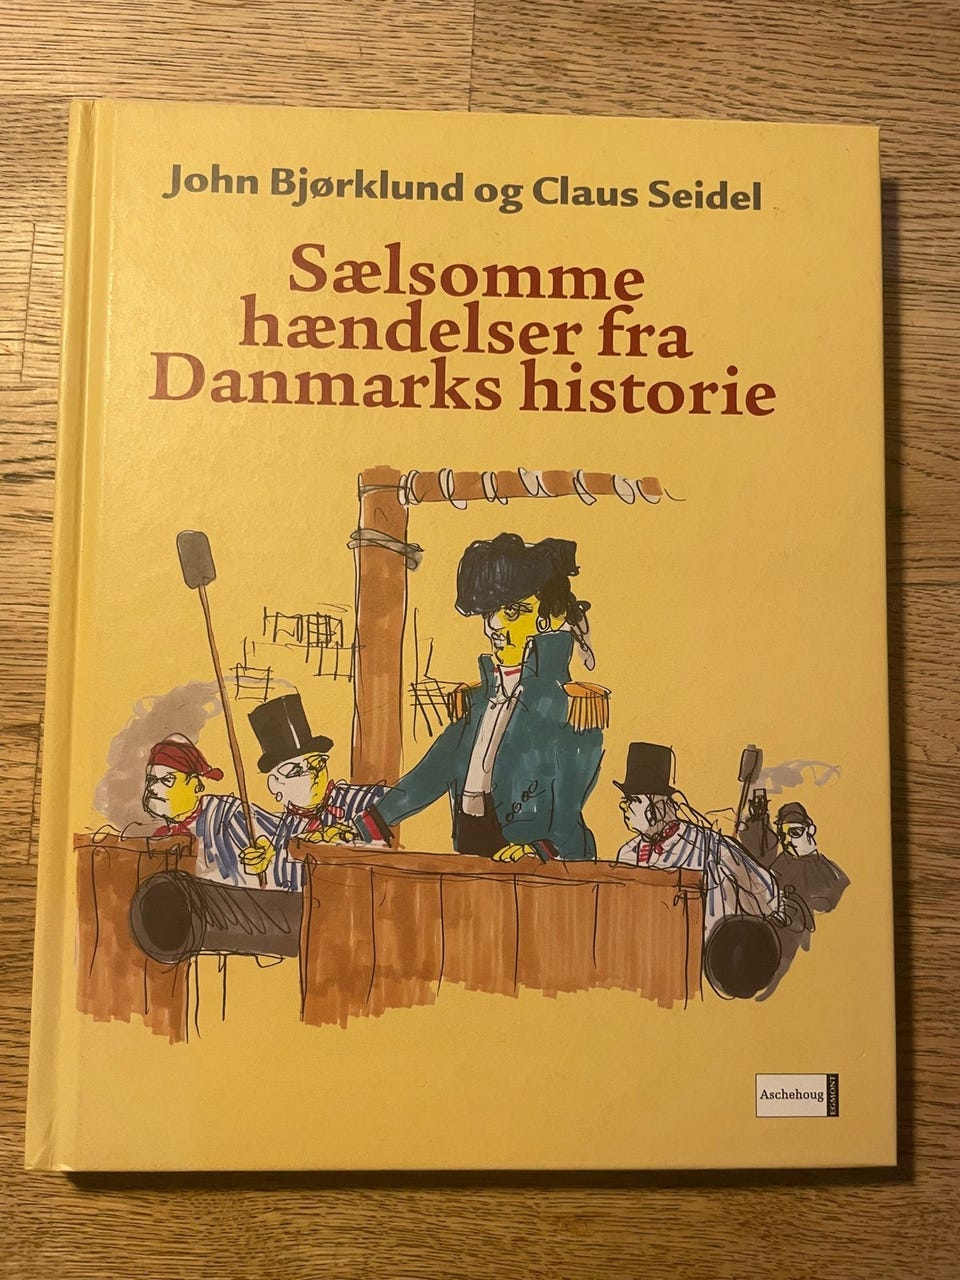 John Bjørklund og Claus Seidel
Sælsomme
hændelser fra
Danmarks historie
Aschehoug
EGMONT